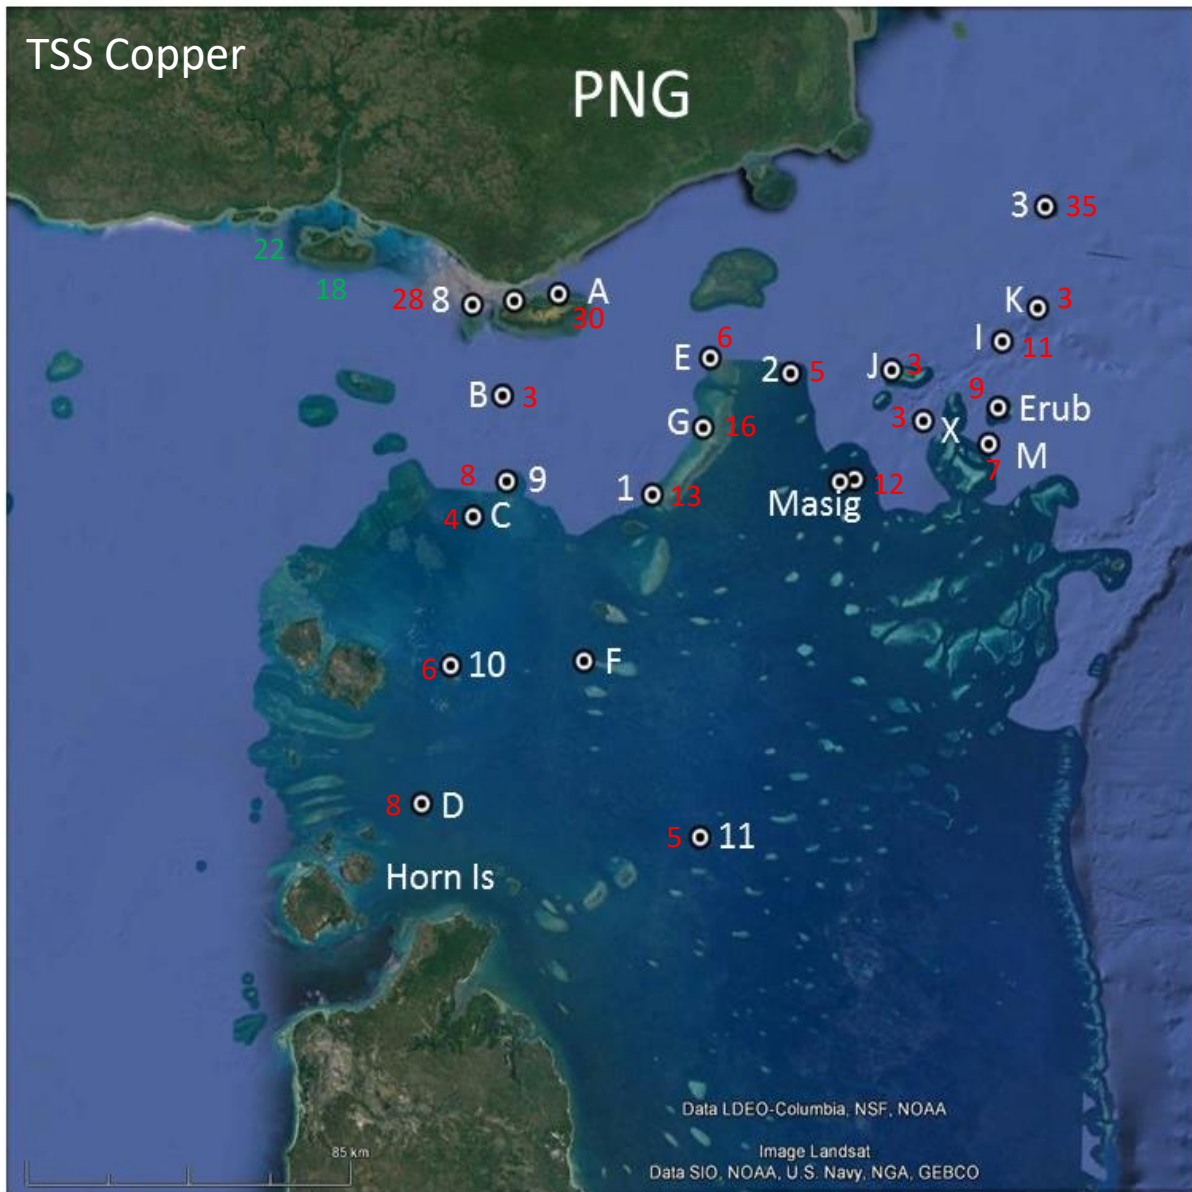 TSS Copper
PNG
3 35
22
18
28 8
A
30
K 3
I 11
E 6
2 5
J 3
B 3
9 Erub
G 16
3 X
M
7
8 9
1 13
Masig 12
4 C
6 10
F
8 D
5 11
Horn Is
Data LDEO-Columbia, NSF, NOAA
85 km
Image Landsat
Data SIO, NOAA, U.S. Navy, NGA, GEBCO